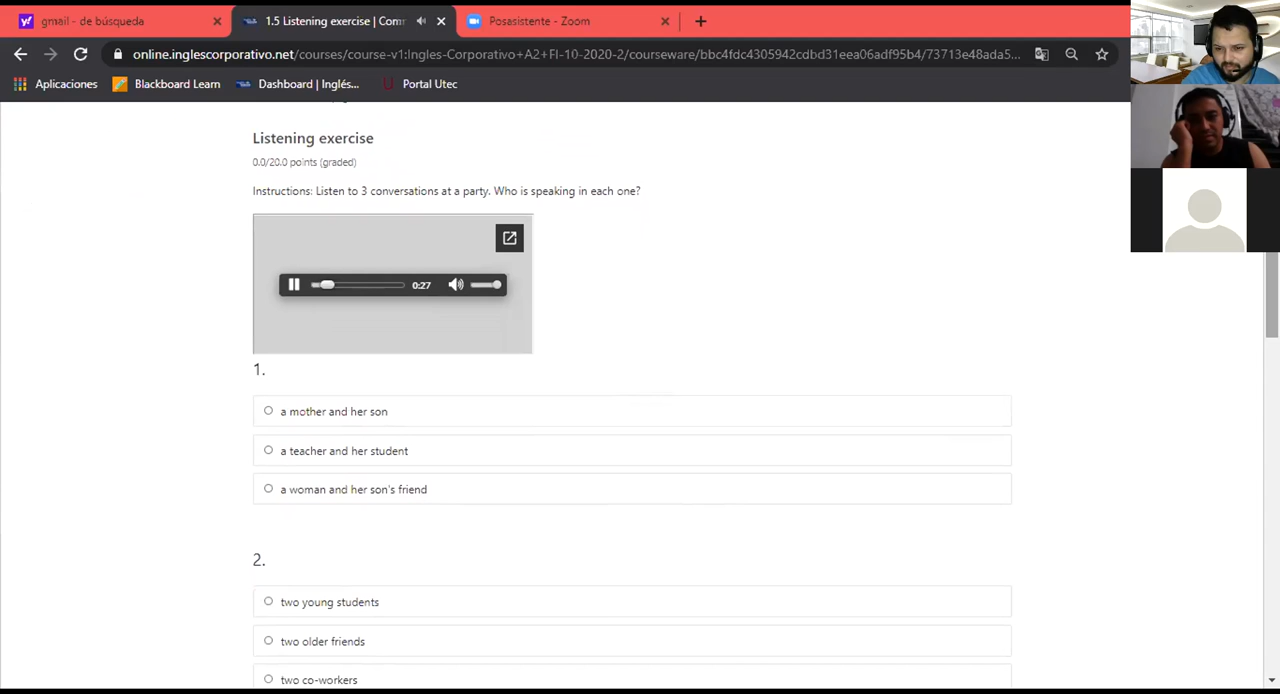 gmail - de búsqueda
1.5 Listening exercise | Com
Posasistente - Zoom
online.inglescorporativo.net/courses/course-v1:Ingles-Corporativo+A2+FI-10-2020-2/courseware/bbc4fdc4305942cdbd31eea06adf95b4/73713e48ada5...
Aplicaciones
Blackboard Learn
Dashboard | Inglés...
Portal Utec
Listening exercise
0.0/20.0 points (graded)
Instructions: Listen to 3 conversations at a party. Who is speaking in each one?
0:27
1.
a mother and her son
a teacher and her student
a woman and her son's friend
2.
two young students
two older friends
two co-workers